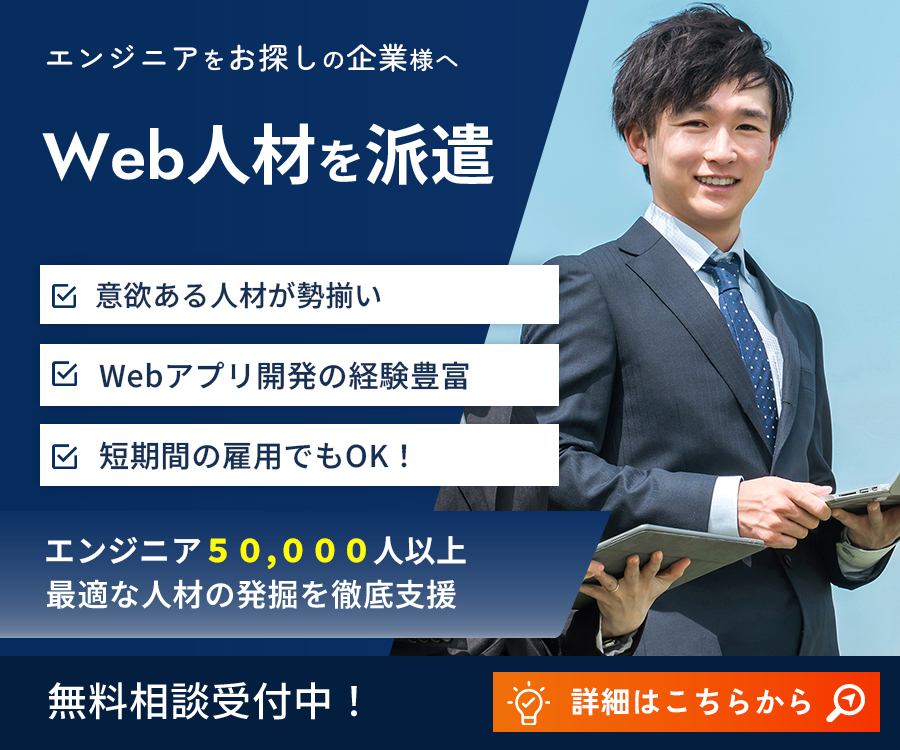 エンジニアをお探しの企業様へ
Web人材を派遣
意欲ある人材が勢揃い
Webアプリ開発の経験豊富
短期間の雇用でもOK！
エンジニア５０,０００人以上
最適な人材の発掘を徹底支援
無料相談受付中！
詳細はこちらから